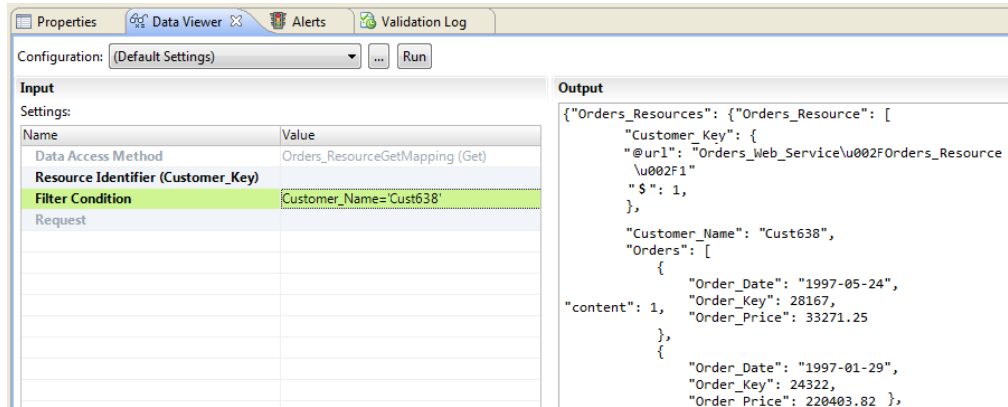 Properties Data Viewer Alerts Validation Log
Configuration: (Default Settings) ... Run
Input
Settings:
Name Value
Data Access Method Orders_ResourceGetMapping (Get)
Resource Identifier (Customer_Key)
Filter Condition Customer_Name='Cust638'
Request
Output
{"Orders_Resources": {"Orders_Resource": [
"Customer_Key": {
"@url": "Orders_Web_Service\u002FOrders_Resource
\u002F1"
"$": 1,
},
"Customer_Name": "Cust638",
"Orders": [
{
"Order_Date": "1997-05-24",
"content": 1, "Order_Key": 28167,
"Order_Price": 33271.25
},
{
"Order_Date": "1997-01-29",
"Order_Key": 24322,
"Order_Price": 220403.82 },